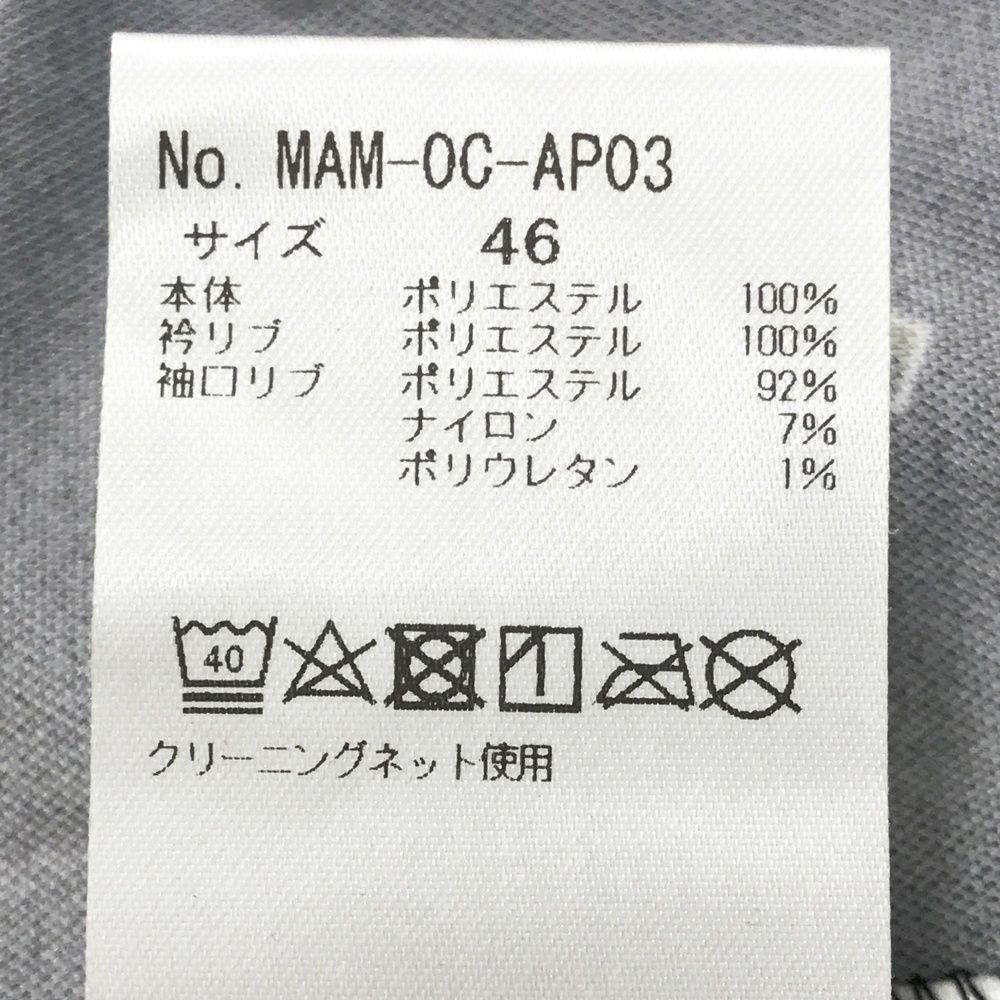 No. MAM-OC-AP03
サイズ 46
本体 ポリエステル 100%
衿リブ ポリエステル 100%
袖口リブ ポリエステル 92%
ナイロン 7%
ポリウレタン 1%
40
クリーニングネット使用